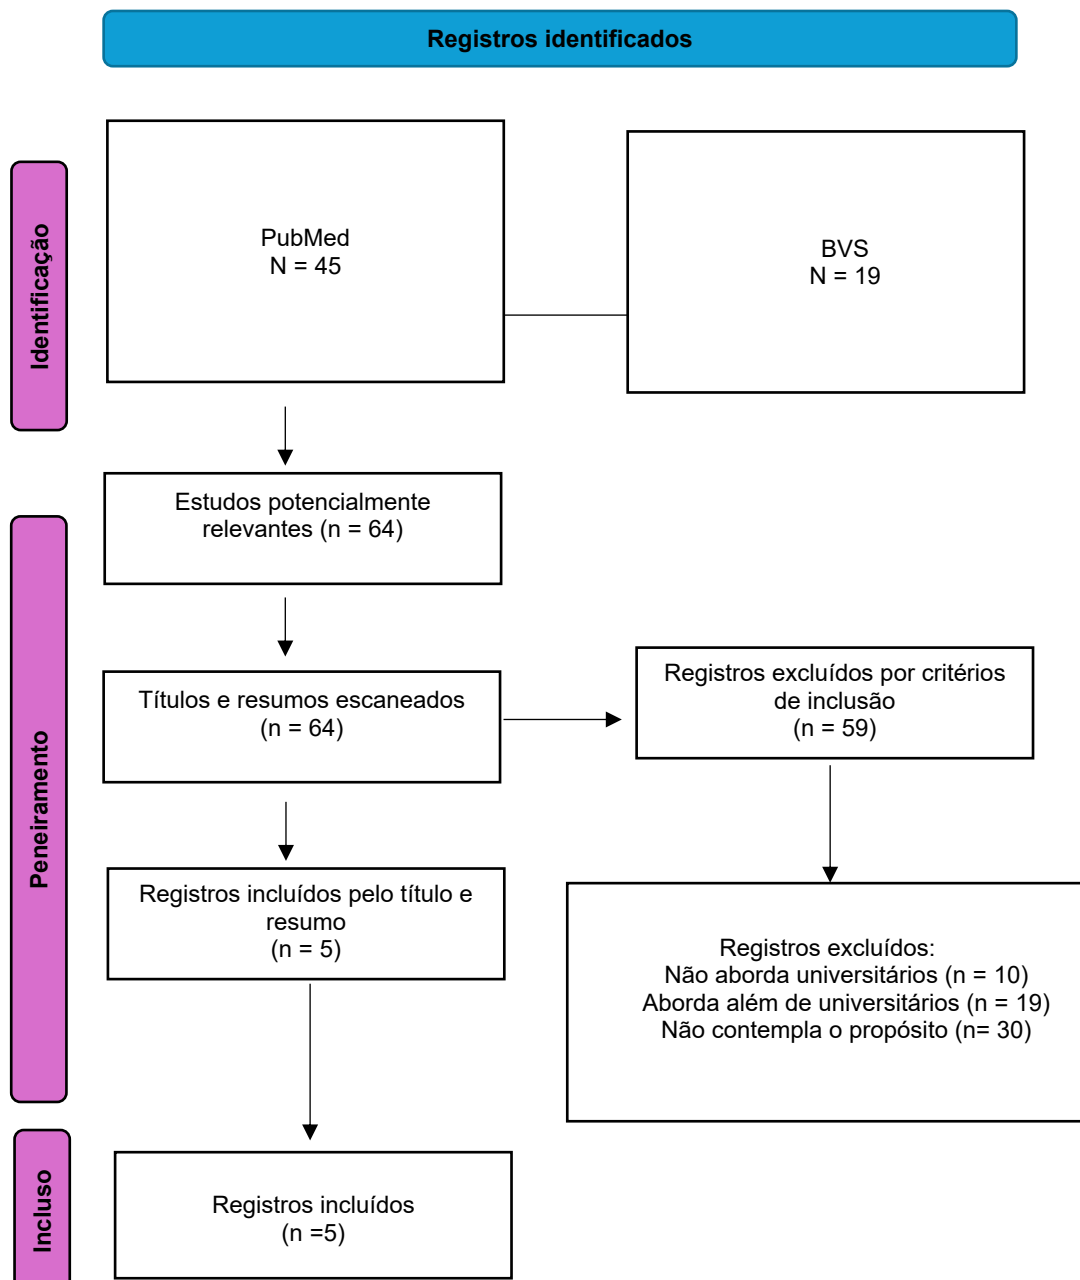 Registros identificados
Identificação
PubMed
N = 45
BVS
N = 19
Estudos potencialmente
relevantes (n = 64)
Peneiramento
Títulos e resumos escaneados
(n = 64)
Registros excluídos por critérios
de inclusão
(n = 59)
Registros incluídos pelo título e
resumo
(n = 5)
Registros excluídos:
Não aborda universitários (n = 10)
Aborda além de universitários (n = 19)
Não contempla o propósito (n= 30)
Incluso
Registros incluídos
(n =5)